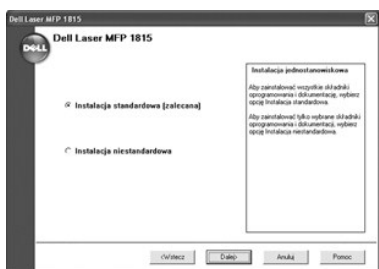 Dell Laser MFP 1815
Dell Laser MFP 1815
DELL
Instalacja jednostanowiskowa
Aby zainstalować wszystkie składniki
oprogramowania i dokumentację, wybierz
opcję Instalacja standardowa.
Aby zainstalować tylko wybrane składniki
oprogramowania i dokumentacji, wybierz
opcję Instalacja niestandardowa.
Instalacja standardowa (zalecana)
Instalacja niestandardowa
<Wstecz
Dalej>
Anuluj
Pomoc